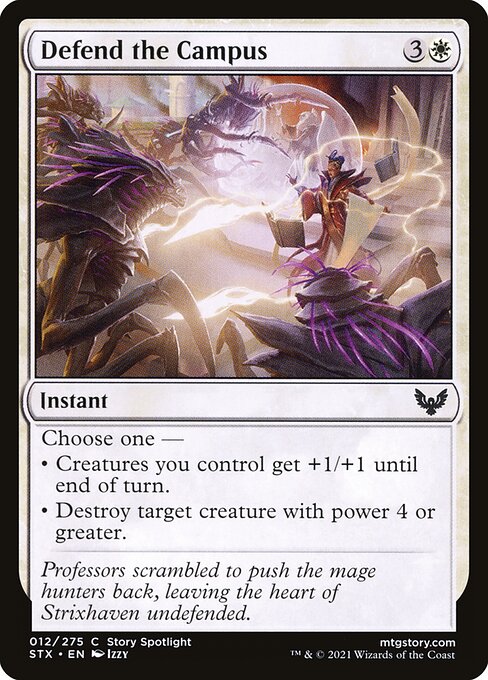 Defend the Campus 3
Instant
Choose one —
• Creatures you control get +1/+1 until
end of turn.
• Destroy target creature with power 4 or
greater.
Professors scrambled to push the mage
hunters back, leaving the heart of
Strixhaven undefended.
012/275 C Story Spotlight
mtgstory.com
STX • EN Izzy
™ & © 2021 Wizards of the Coast